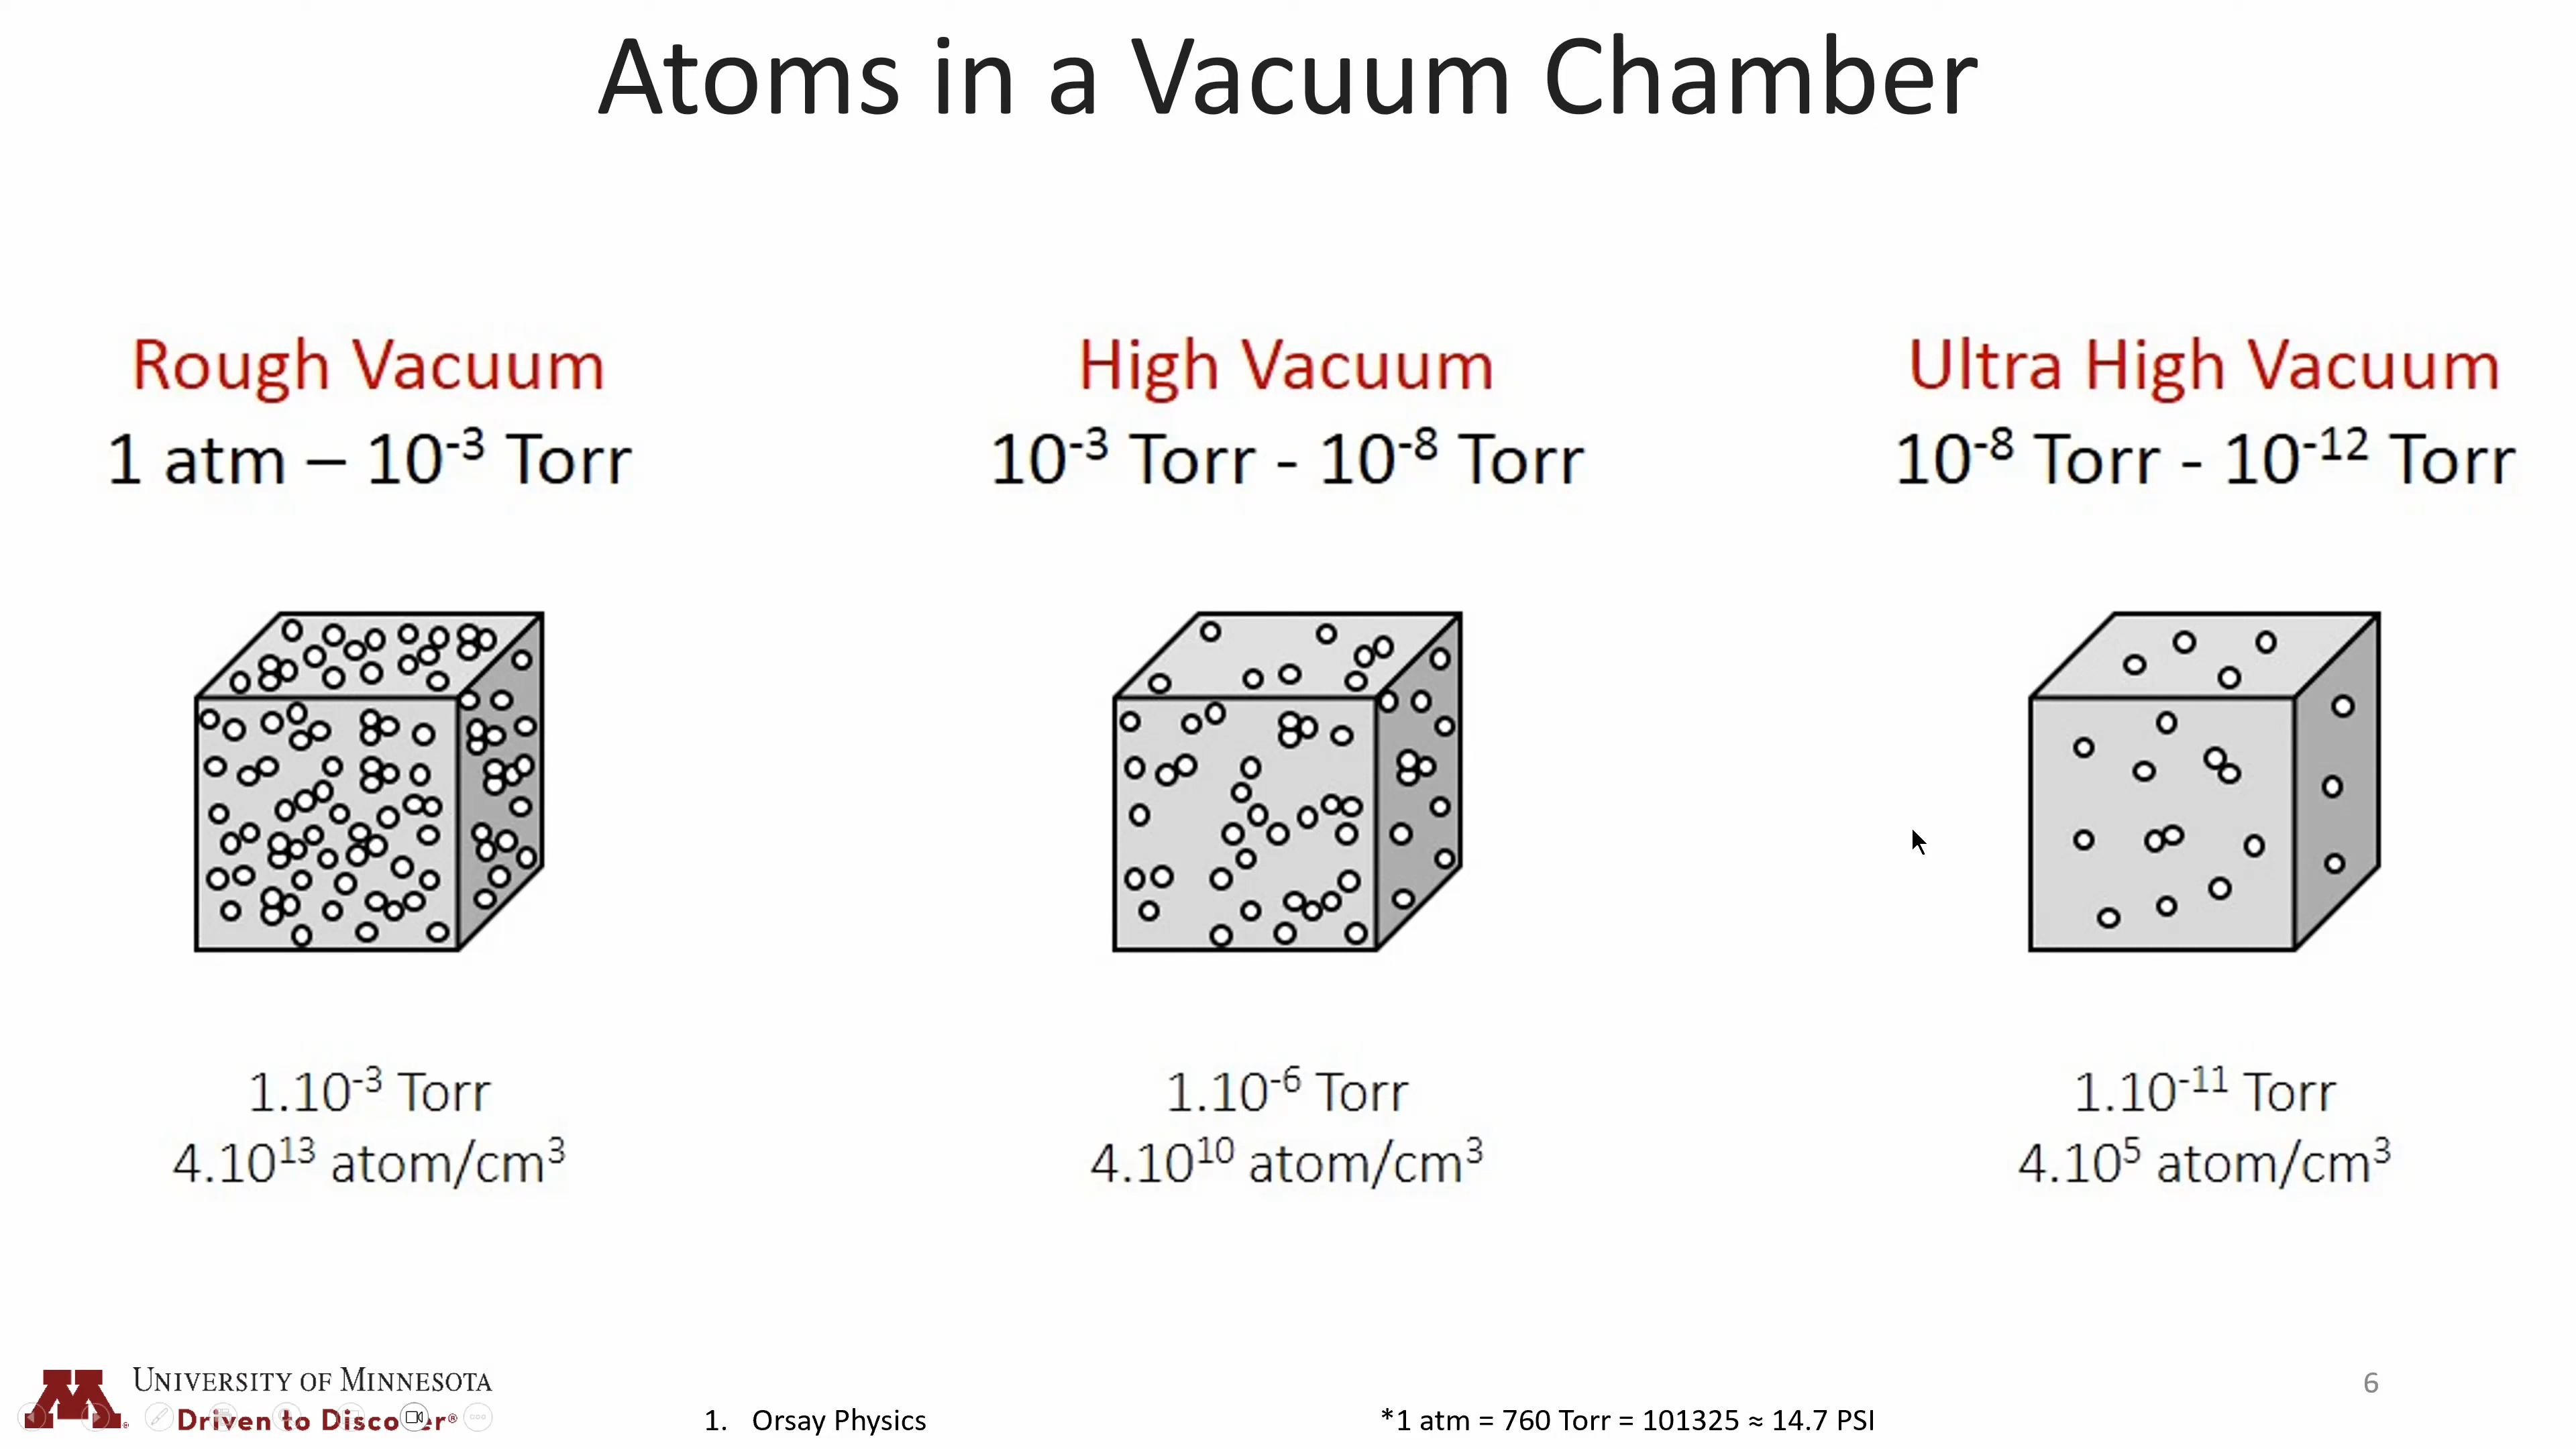 Atoms in a Vacuum Chamber
Rough Vacuum
1 atm – 10⁻³ Torr
High Vacuum
10⁻³ Torr - 10⁻⁸ Torr
Ultra High Vacuum
10⁻⁸ Torr - 10⁻¹² Torr
1.10⁻³ Torr
4.10¹³ atom/cm³
1.10⁻⁶ Torr
4.10¹⁰ atom/cm³
1.10⁻¹¹ Torr
4.10⁵ atom/cm³
UNIVERSITY OF MINNESOTA
Driven to Discover®
1. Orsay Physics
*1 atm = 760 Torr = 101325 ≈ 14.7 PSI
6